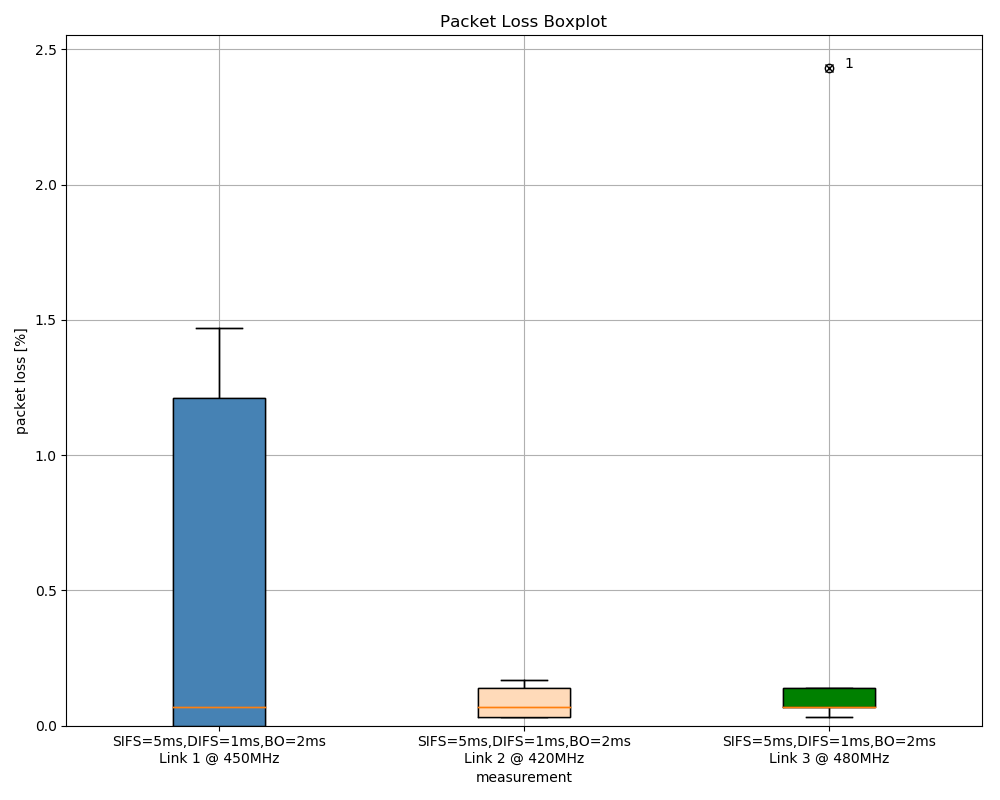 Packet Loss Boxplot
2.5
1
2.0
1.5
packet loss [%]
1.0
0.5
0.0
SIFS=5ms,DIFS=1ms,BO=2ms
Link 1 @ 450MHz
SIFS=5ms,DIFS=1ms,BO=2ms
Link 2 @ 420MHz
SIFS=5ms,DIFS=1ms,BO=2ms
Link 3 @ 480MHz
measurement